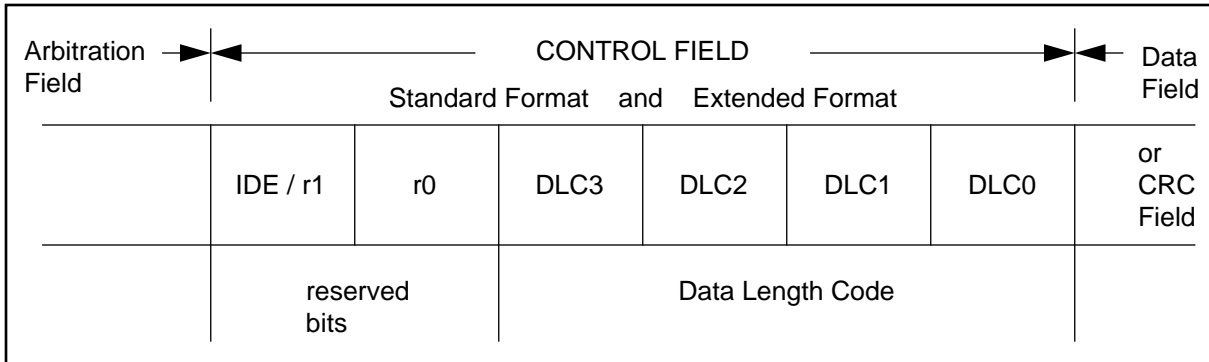 Arbitration
Field
CONTROL FIELD
Data
Field
Standard Format and Extended Format
IDE / r1
r0
DLC3
DLC2
DLC1
DLC0
or
CRC
Field
reserved
bits
Data Length Code